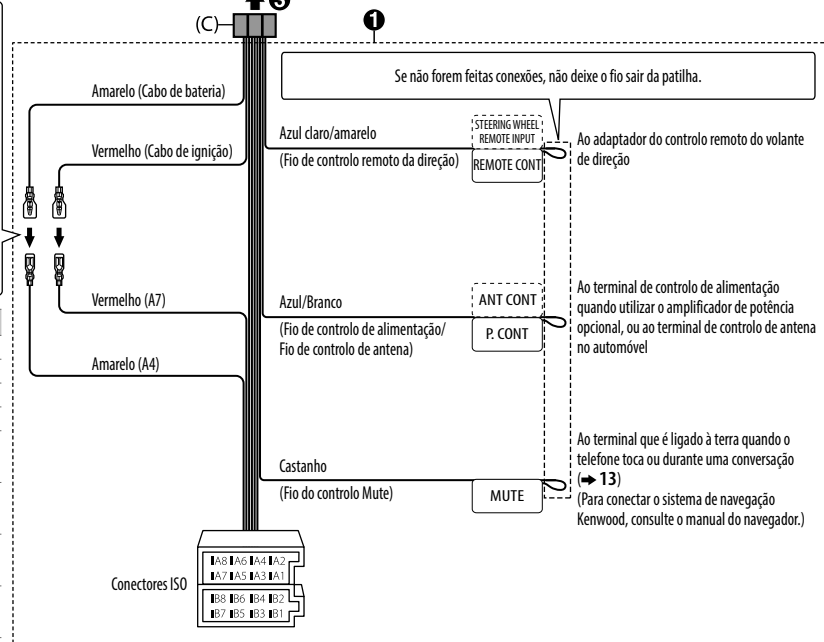 (C)
3
1
Se não forem feitas conexões, não deixe o fio sair da patilha.
Amarelo (Cabo de bateria)
Vermelho (Cabo de ignição)
Azul claro/amarelo
(Fio de controlo remoto da direção)
STEERING WHEEL
REMOTE INPUT
REMOTE CONT
Ao adaptador do controlo remoto do volante
de direção
Vermelho (A7)
Amarelo (A4)
Azul/Branco
(Fio de controlo de alimentação/
Fio de controlo de antena)
ANT CONT
P. CONT
Ao terminal de controlo de alimentação
quando utilizar o amplificador de potência
opcional, ou ao terminal de controlo de antena
no automóvel
Castanho
(Fio do controlo Mute)
MUTE
Ao terminal que é ligado à terra quando o
telefone toca ou durante uma conversação
(➡ 13)
(Para conectar o sistema de navegação
Kenwood, consulte o manual do navegador.)
Conectores ISO
A8 A6 A4 A2
A7 A5 A3 A1
B8 B6 B4 B2
B7 B5 B3 B1